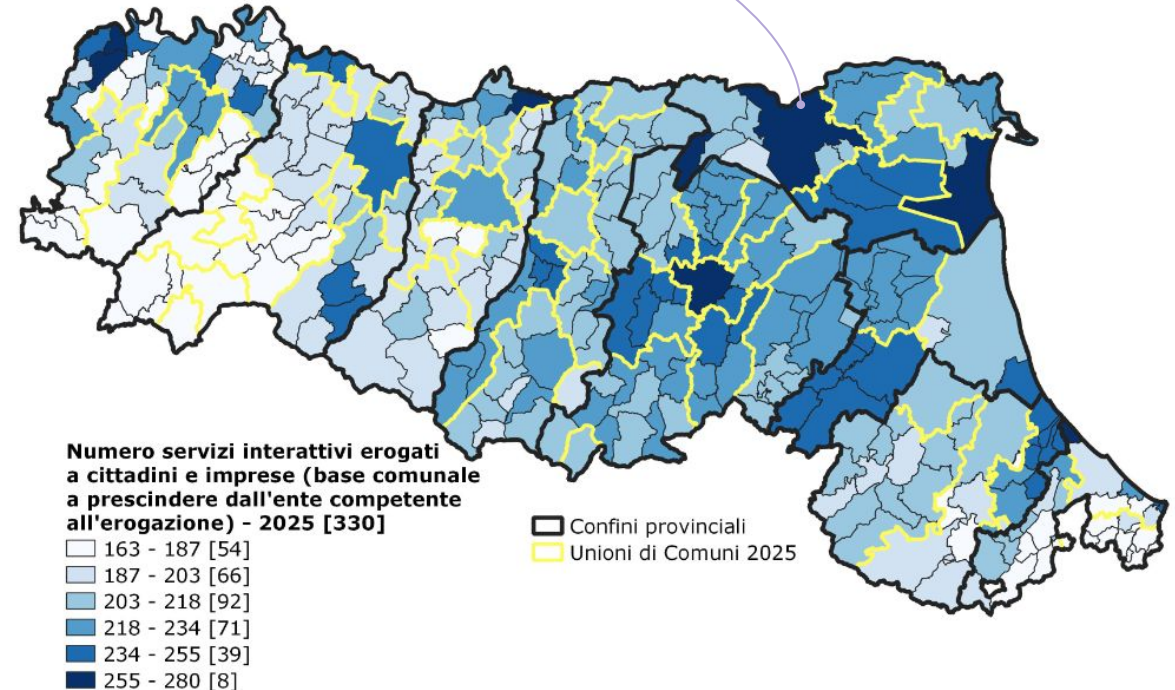 Numero servizi interattivi erogati
a cittadini e imprese (base comunale
a prescindere dall'ente competente
all'erogazione) - 2025 [330]
163 - 187 [54]
187 - 203 [66]
203 - 218 [92]
218 - 234 [71]
234 - 255 [39]
255 - 280 [8]
Confini provinciali
Unioni di Comuni 2025